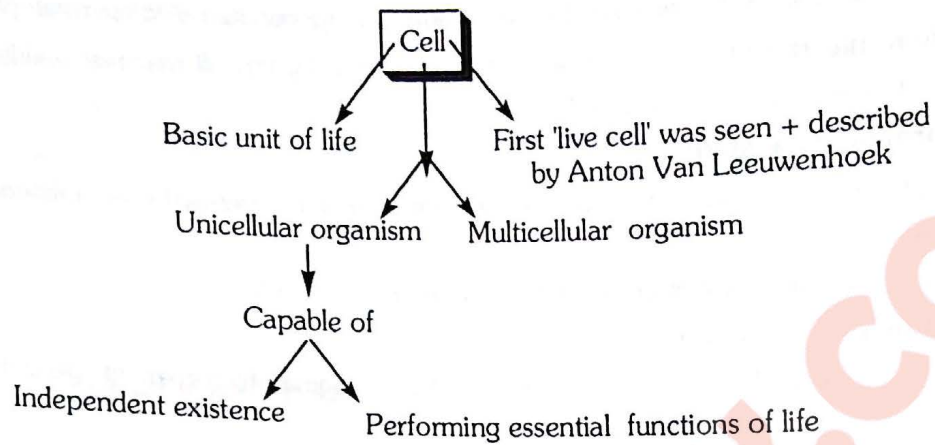 Cell
Basic unit of life
First 'live cell' was seen + described
by Anton Van Leeuwenhoek
Unicellular organism
Multicellular organism
Capable of
Independent existence
Performing essential functions of life